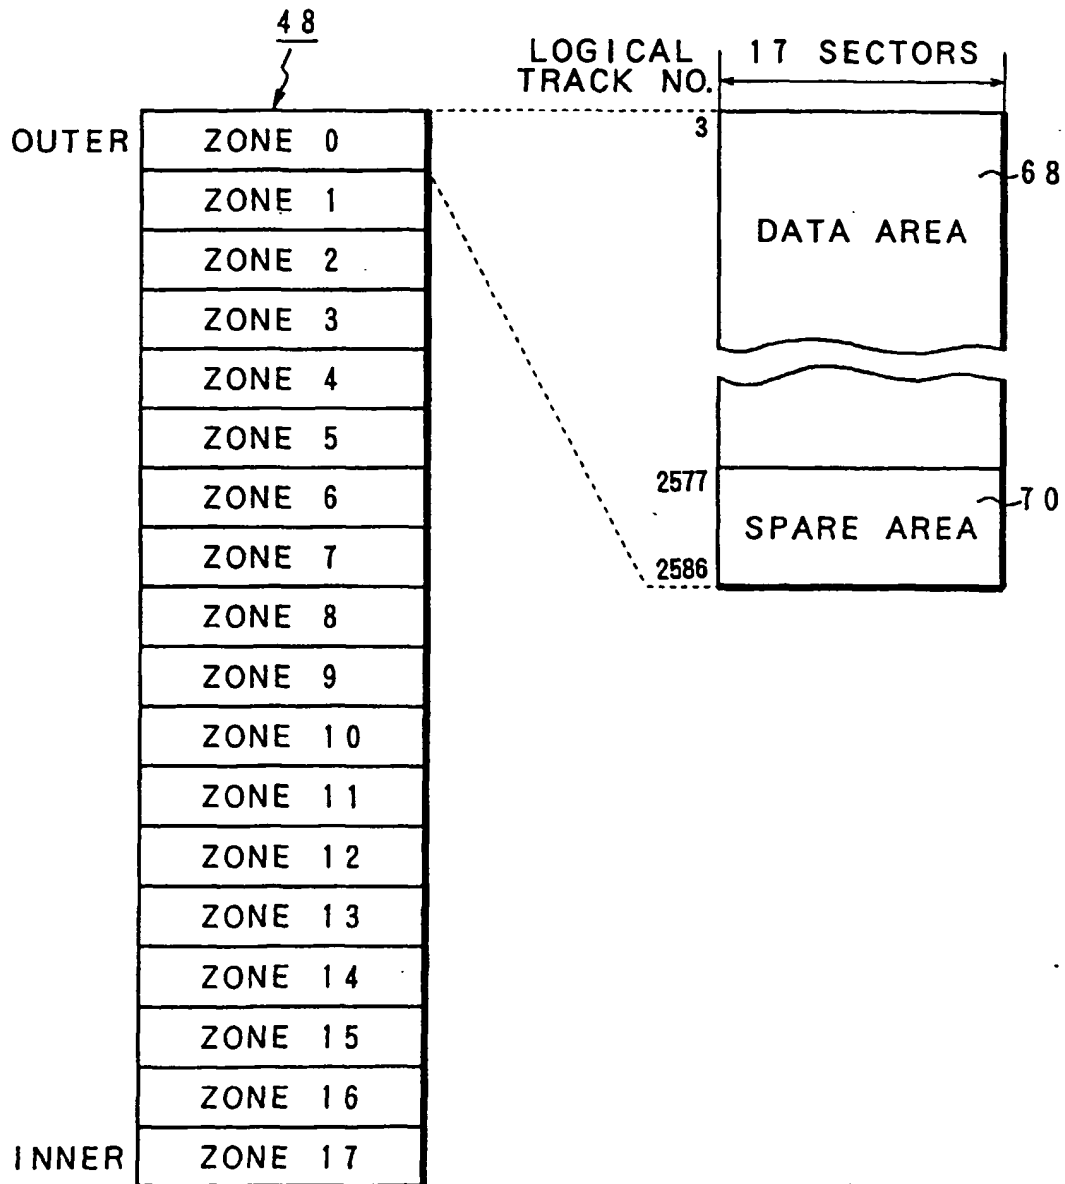 48
LOGICAL
TRACK NO.
17 SECTORS
OUTER
ZONE 0
ZONE 1
ZONE 2
ZONE 3
ZONE 4
ZONE 5
ZONE 6
ZONE 7
ZONE 8
ZONE 9
ZONE 10
ZONE 11
ZONE 12
ZONE 13
ZONE 14
ZONE 15
ZONE 16
INNER
ZONE 17
3
68
DATA AREA
2577
70
SPARE AREA
2586